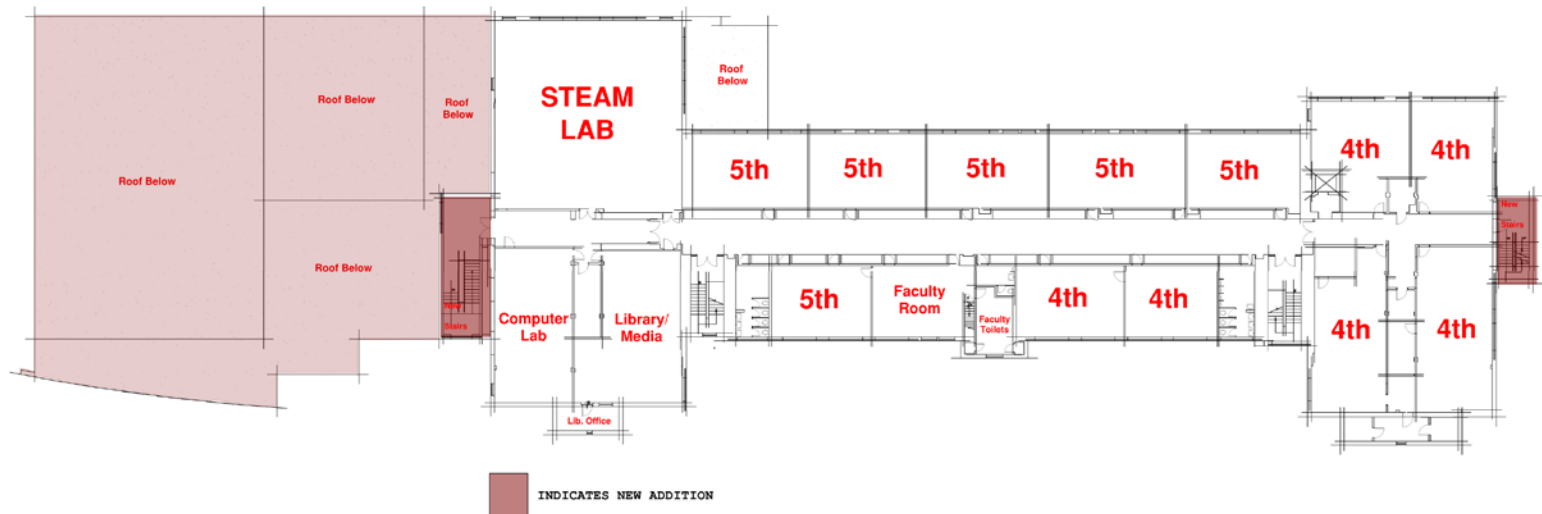 Roof
Below
STEAM
LAB
Roof Below
Roof
Below
Roof Below
4th
4th
5th
5th
5th
5th
5th
New
Stairs
Roof Below
5th
Faculty
Room
4th
4th
New
Stairs
Computer
Lab
Library/
Media
Faculty
Toilets
4th
4th
Lib. Office
INDICATES NEW ADDITION